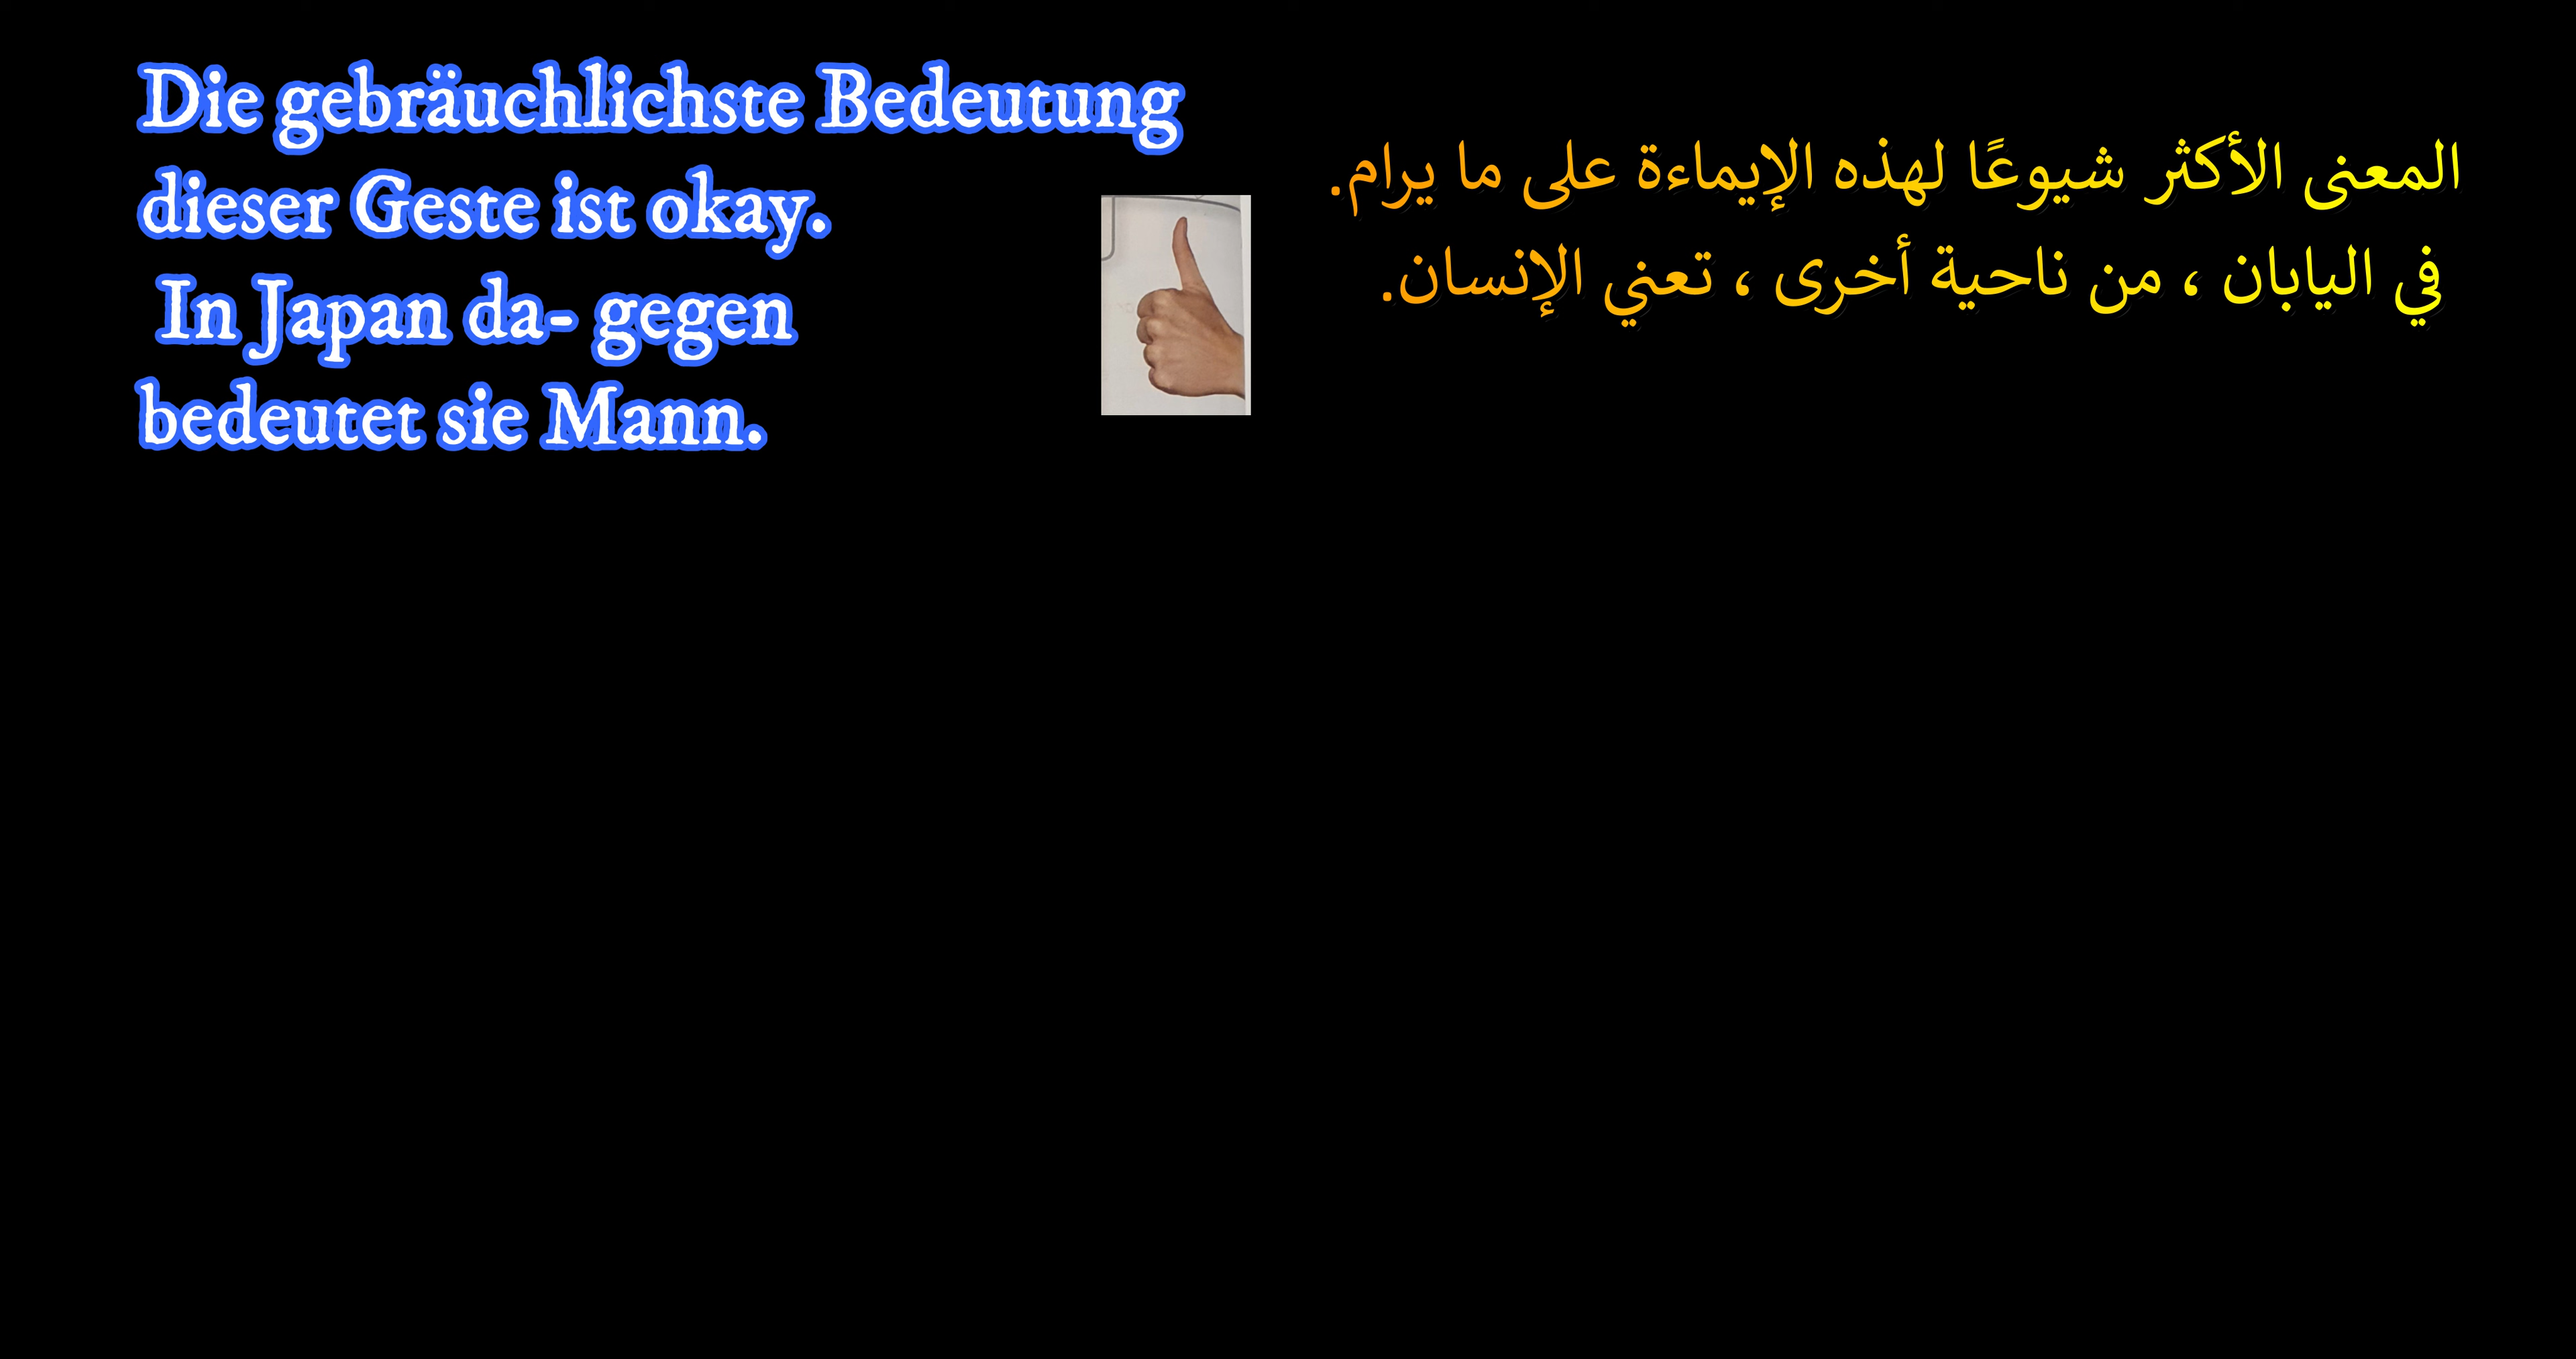 Die gebräuchlichste Bedeutung
dieser Geste ist okay.
In Japan da- gegen
bedeutet sie Mann.
المعنى الأكثر شيوعًا لهذه الإيماءة على ما يرام.
في اليابان ، من ناحية أخرى ، تعني الإنسان.